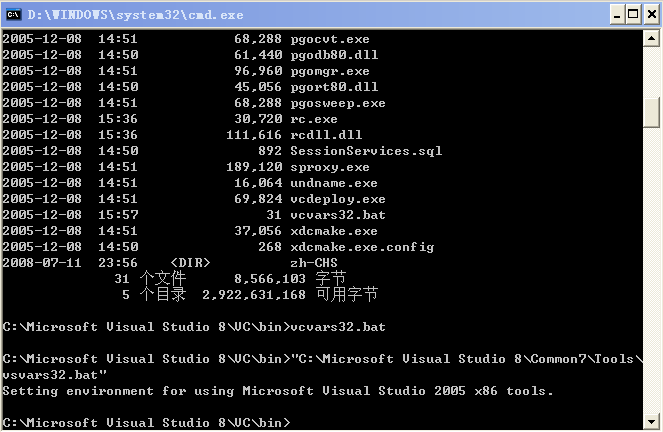 D:\WINDOWS\system32\cmd.exe
2005-12-08  14:51            68,288 pgocvt.exe
2005-12-08  14:50            61,440 pgodb80.dll
2005-12-08  14:51            96,960 pgomgr.exe
2005-12-08  14:50            45,056 pgort80.dll
2005-12-08  14:51            68,288 pgosweep.exe
2005-12-08  15:36            30,720 rc.exe
2005-12-08  15:36           111,616 rcdll.dll
2005-12-08  14:50               892 SessionServices.sql
2005-12-08  14:51           189,120 sproxy.exe
2005-12-08  14:51            16,064 undname.exe
2005-12-08  14:51            69,824 vcdeploy.exe
2005-12-08  15:57                31 vcvars32.bat
2005-12-08  14:51            37,056 xdcmake.exe
2005-12-08  14:50               268 xdcmake.exe.config
2008-07-11  23:56    <DIR>          zh-CHS
31 个文件      8,566,103 字节
5 个目录  2,922,631,168 可用字节
C:\Microsoft Visual Studio 8\VC\bin>vcvars32.bat
C:\Microsoft Visual Studio 8\VC\bin>"C:\Microsoft Visual Studio 8\Common7\Tools\
vsvars32.bat"
Setting environment for using Microsoft Visual Studio 2005 x86 tools.
C:\Microsoft Visual Studio 8\VC\bin>